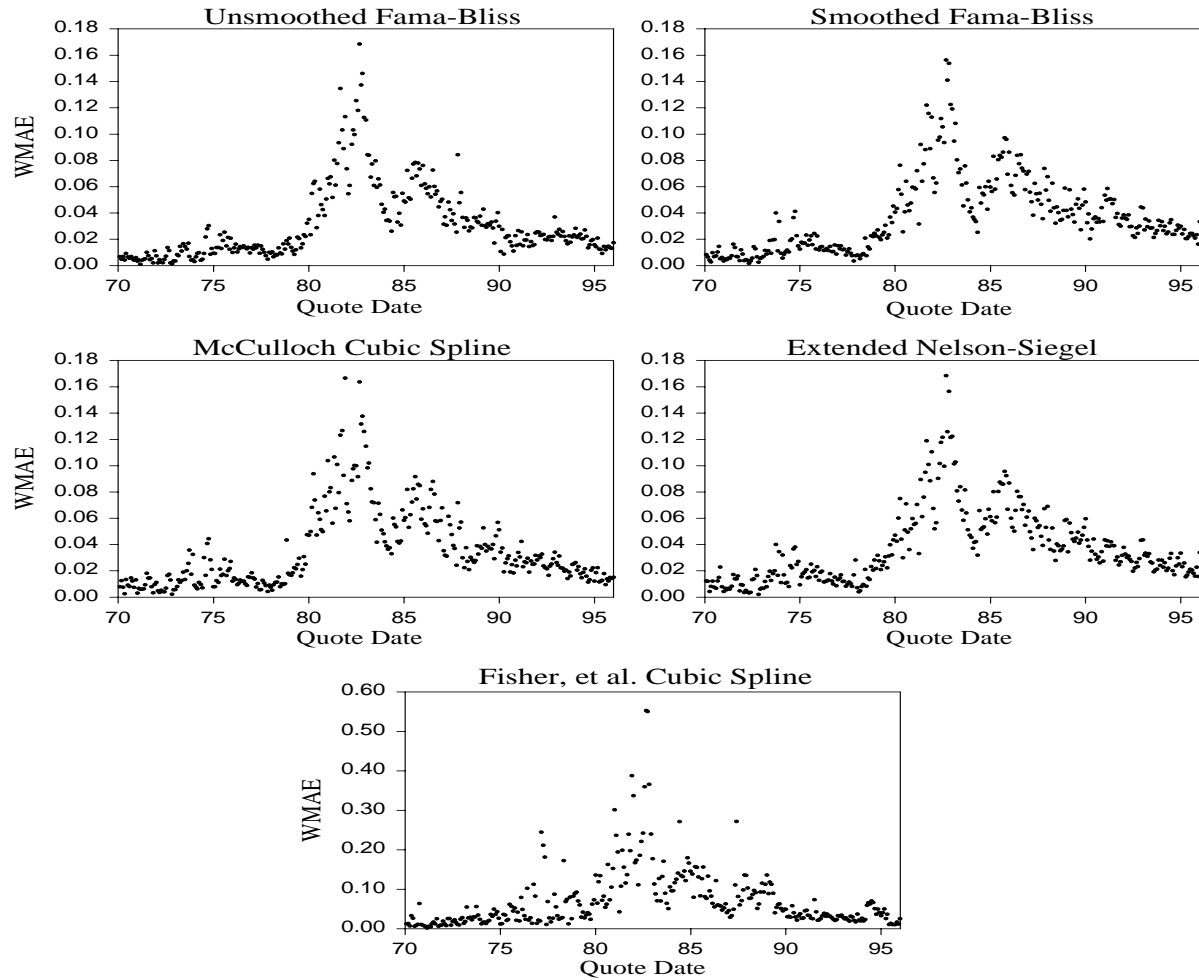 Unsmoothed Fama-Bliss
0.18
0.16
0.14
0.12
0.10
0.08
0.06
0.04
0.02
0.00
WMAE
70 75 80 85 90 95
Quote Date
Smoothed Fama-Bliss
0.18
0.16
0.14
0.12
0.10
0.08
0.06
0.04
0.02
0.00
70 75 80 85 90 95
Quote Date
McCulloch Cubic Spline
0.18
0.16
0.14
0.12
0.10
0.08
0.06
0.04
0.02
0.00
WMAE
70 75 80 85 90 95
Quote Date
Extended Nelson-Siegel
0.18
0.16
0.14
0.12
0.10
0.08
0.06
0.04
0.02
0.00
70 75 80 85 90 95
Quote Date
Fisher, et al. Cubic Spline
0.60
0.50
0.40
0.30
0.20
0.10
0.00
WMAE
70 75 80 85 90 95
Quote Date